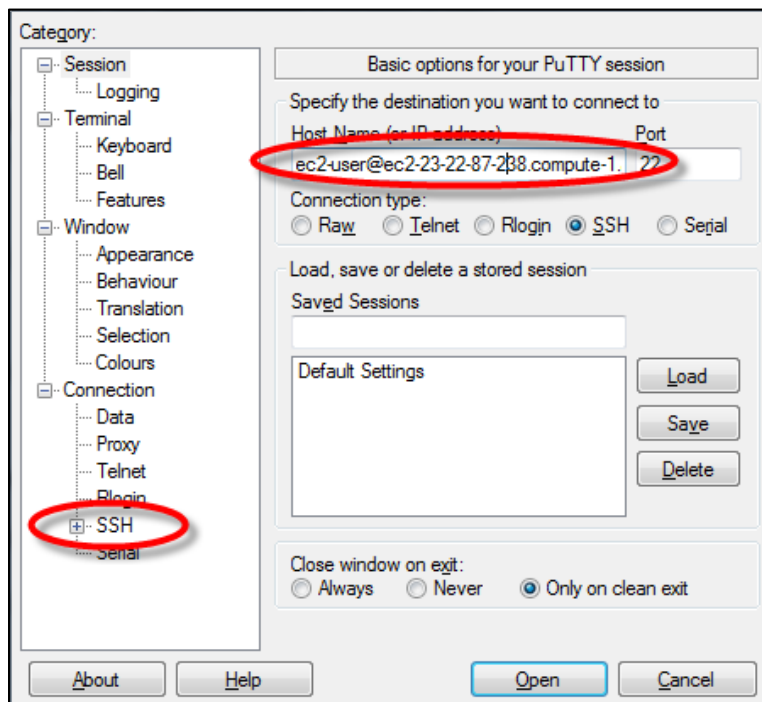 Category:
Session
Logging
Terminal
Keyboard
Bell
Features
Window
Appearance
Behaviour
Translation
Selection
Colours
Connection
Data
Proxy
Telnet
Rlogin
SSH
Serial
Basic options for your PuTTY session
Specify the destination you want to connect to
Host Name (or IP address) Port
ec2-user@ec2-23-22-87-238.compute-1. 22
Connection type:
Raw Telnet Rlogin SSH Serial
Load, save or delete a stored session
Saved Sessions
Default Settings
Load
Save
Delete
Close window on exit:
Always Never Only on clean exit
About Help Open Cancel